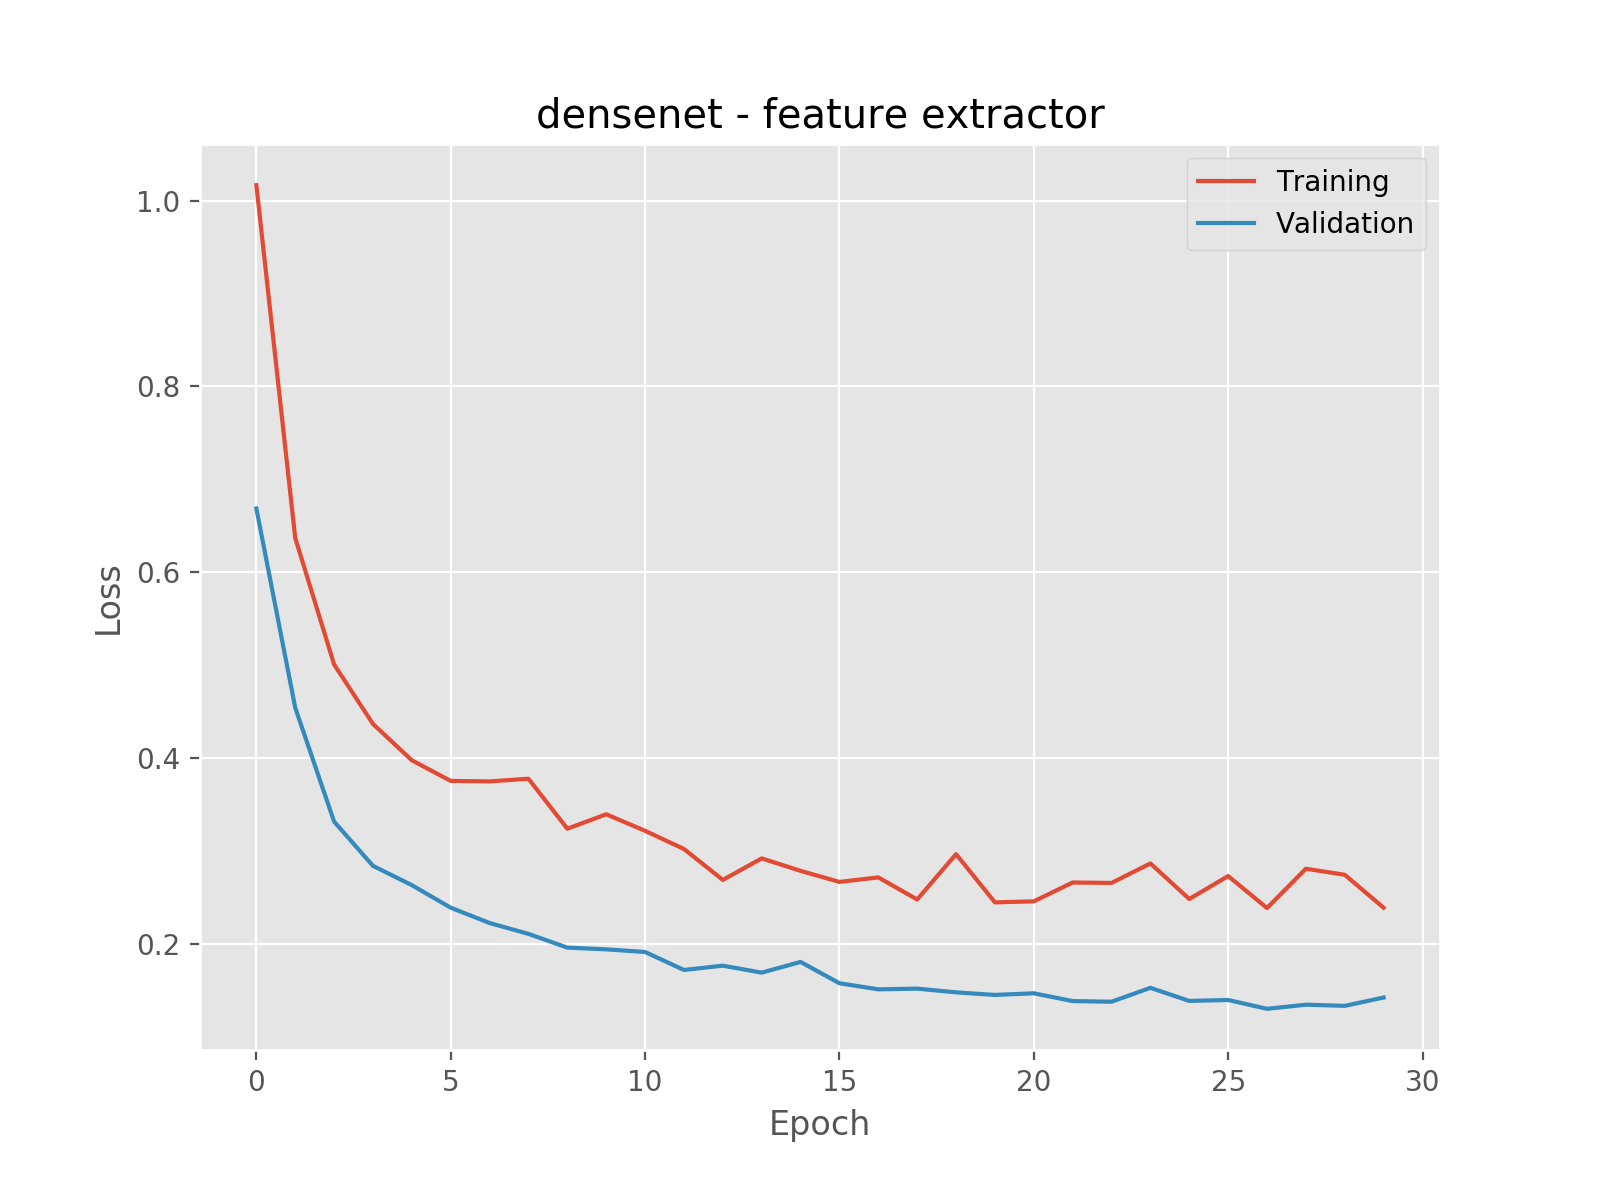 densenet - feature extractor
Training
Validation
1.0
0.8
0.6
0.4
0.2
Loss
0 5 10 15 20 25 30
Epoch